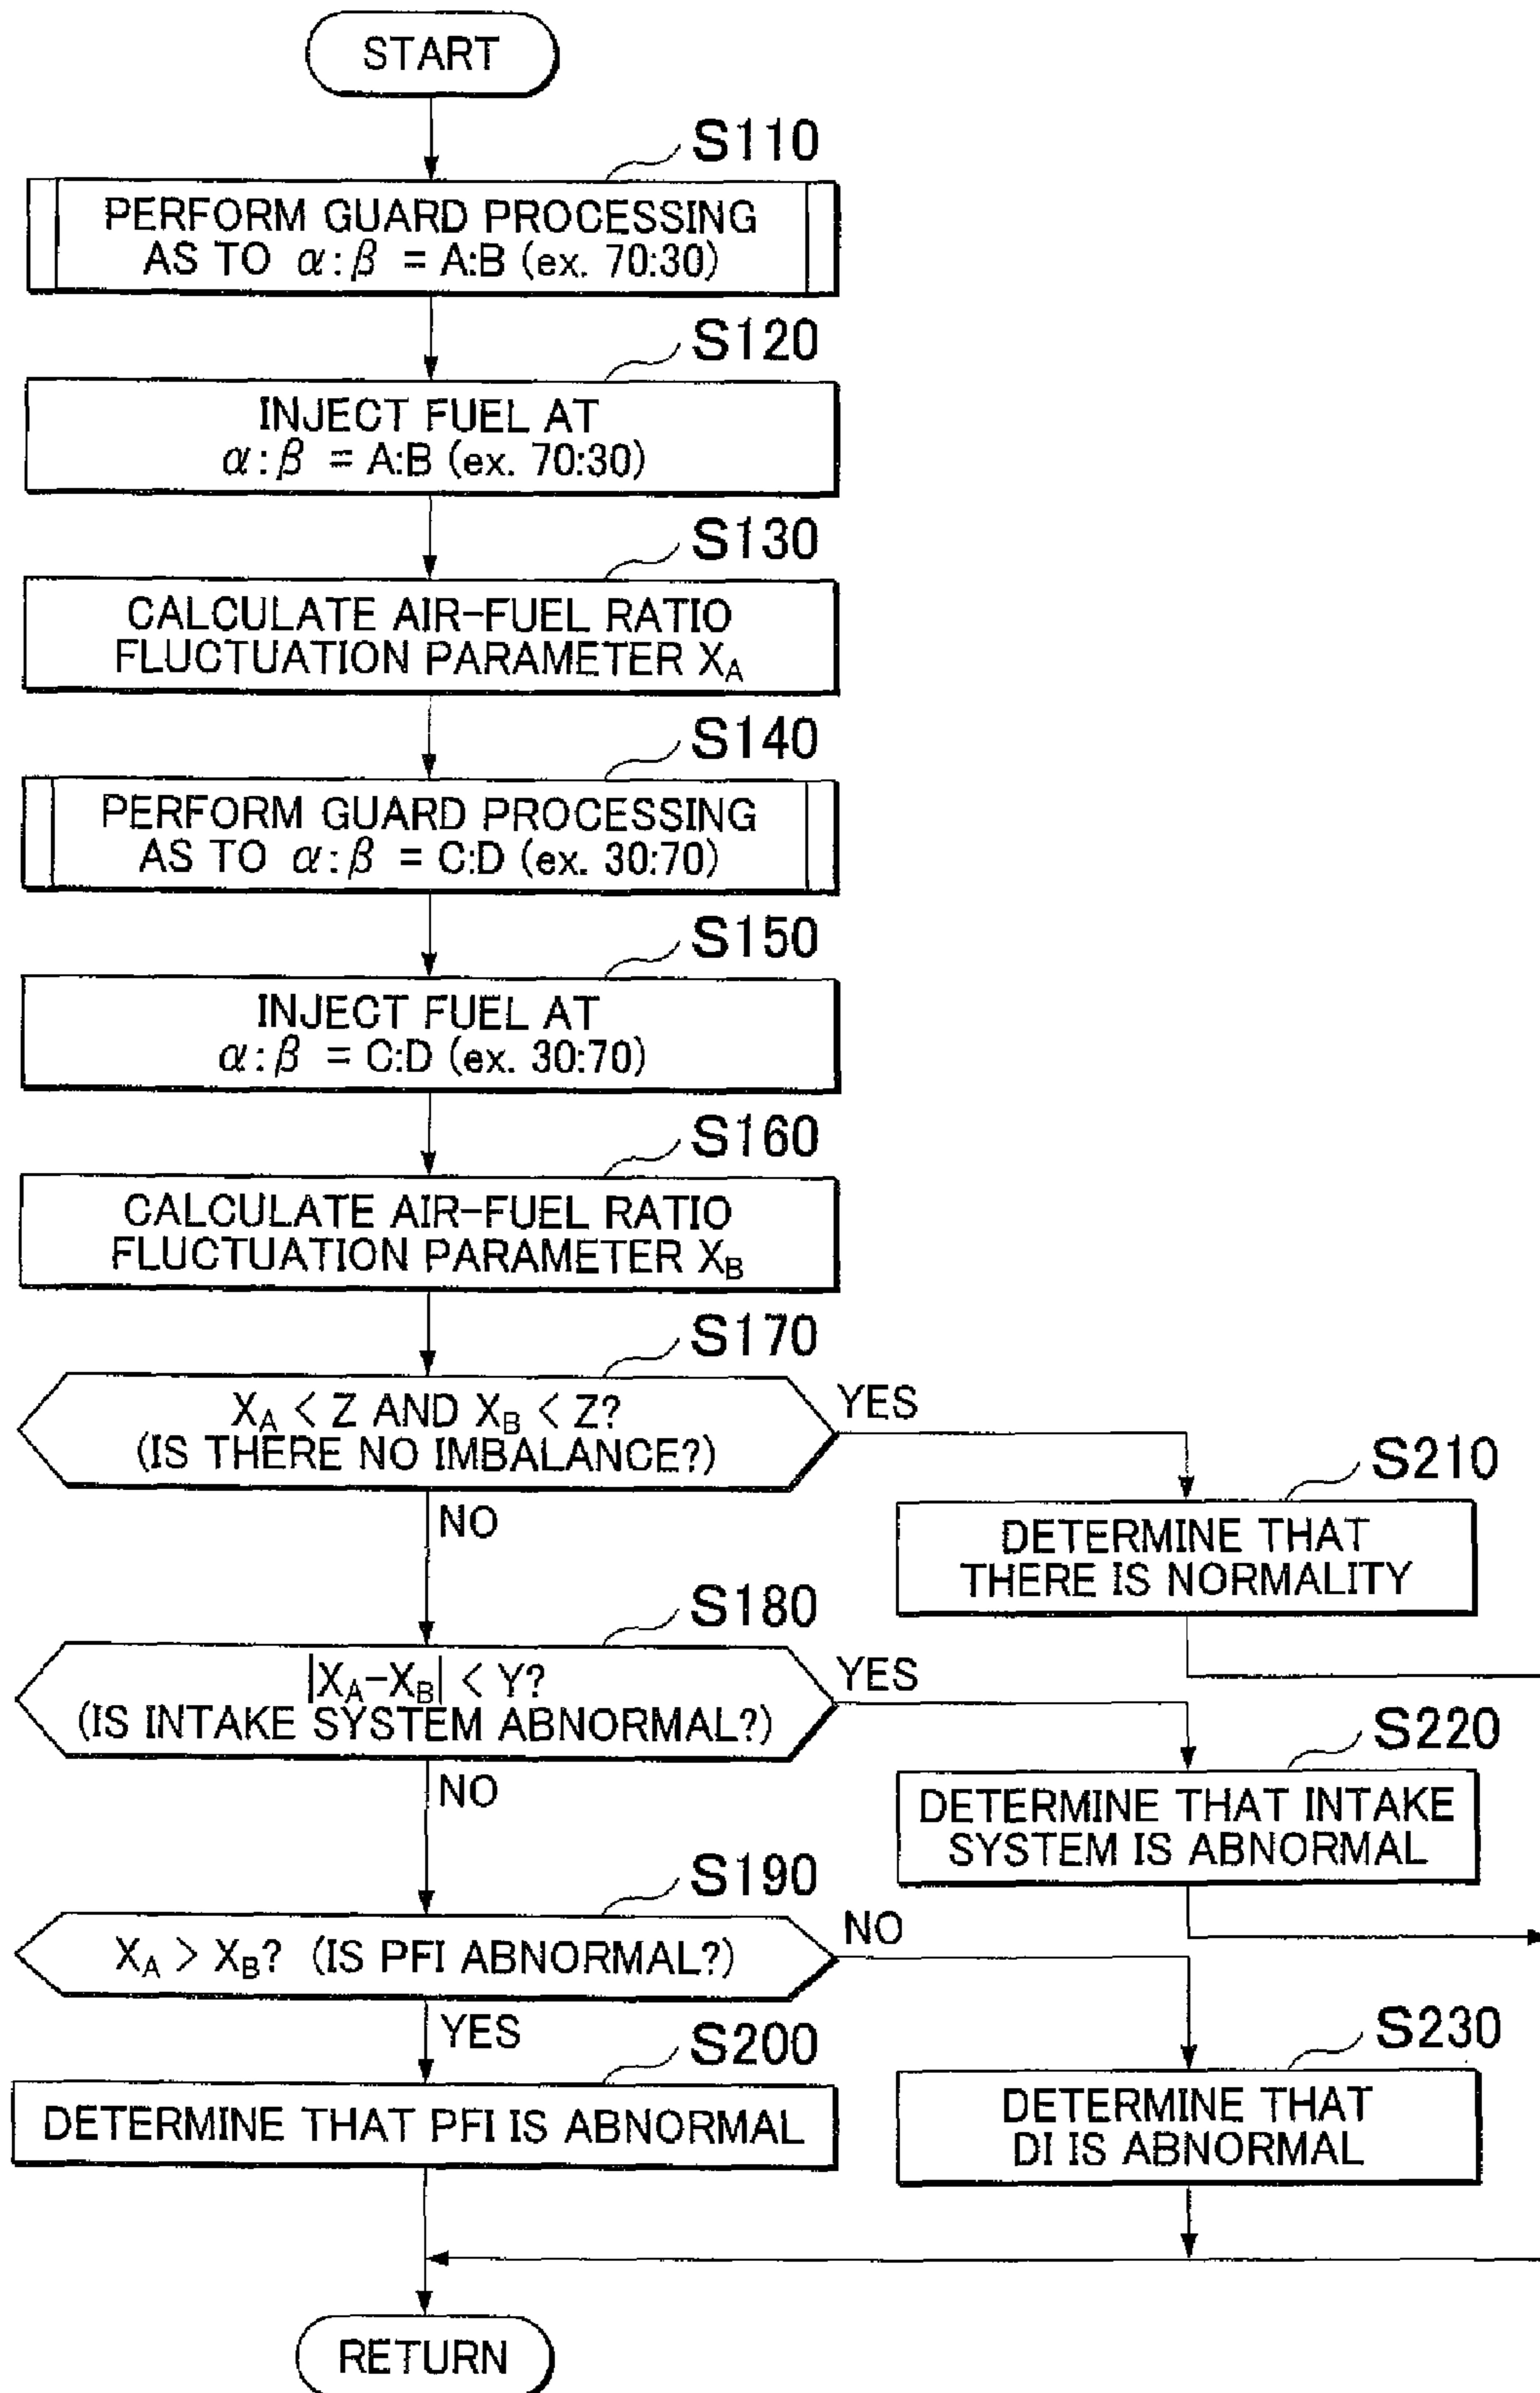 START
S110
PERFORM GUARD PROCESSING
AS TO α:β = A:B (ex. 70:30)
S120
INJECT FUEL AT
α:β = A:B (ex. 70:30)
S130
CALCULATE AIR-FUEL RATIO
FLUCTUATION PARAMETER XA
S140
PERFORM GUARD PROCESSING
AS TO α:β = C:D (ex. 30:70)
S150
INJECT FUEL AT
α:β = C:D (ex. 30:70)
S160
CALCULATE AIR-FUEL RATIO
FLUCTUATION PARAMETER XB
S170
XA < Z AND XB < Z?
(IS THERE NO IMBALANCE?)
YES
NO
S210
DETERMINE THAT
THERE IS NORMALITY
S180
|XA-XB| < Y?
(IS INTAKE SYSTEM ABNORMAL?)
YES
NO
S220
DETERMINE THAT INTAKE
SYSTEM IS ABNORMAL
S190
XA > XB? (IS PFI ABNORMAL?)
NO
YES
S200
DETERMINE THAT PFI IS ABNORMAL
S230
DETERMINE THAT
DI IS ABNORMAL
RETURN